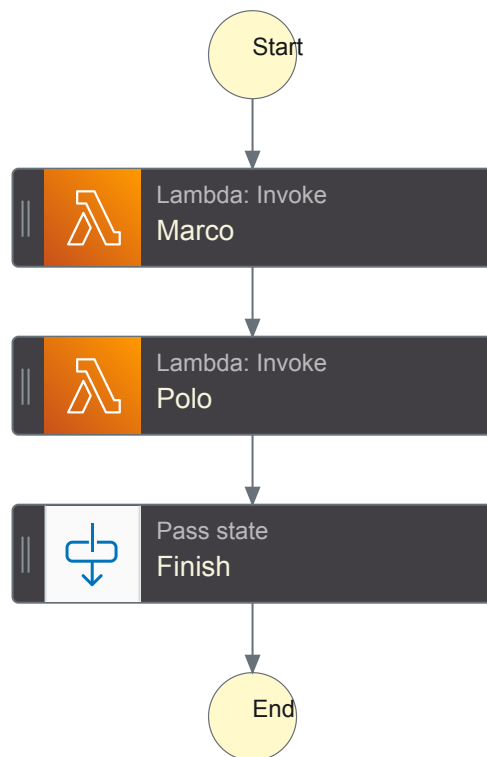 Start
Lambda: Invoke
Marco
Lambda: Invoke
Polo
Pass state
Finish
End